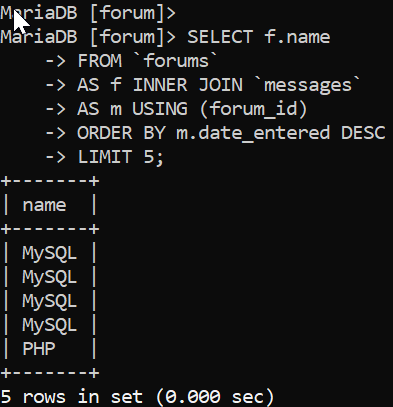 MariaDB [forum]>
MariaDB [forum]> SELECT f.name
    -> FROM `forums`
    -> AS f INNER JOIN `messages`
    -> AS m USING (forum_id)
    -> ORDER BY m.date_entered DESC
    -> LIMIT 5;
+-------+
| name  |
+-------+
| MySQL |
| MySQL |
| MySQL |
| MySQL |
| PHP   |
+-------+
5 rows in set (0.000 sec)